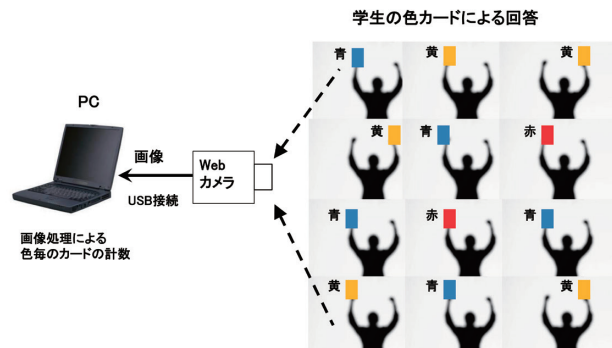 学生の色カードによる回答
青 黄 黄
PC
黄 青 赤
画像
Web
カメラ
USB接続
青 赤 青
画像処理による
色毎のカードの計数
黄 青 黄